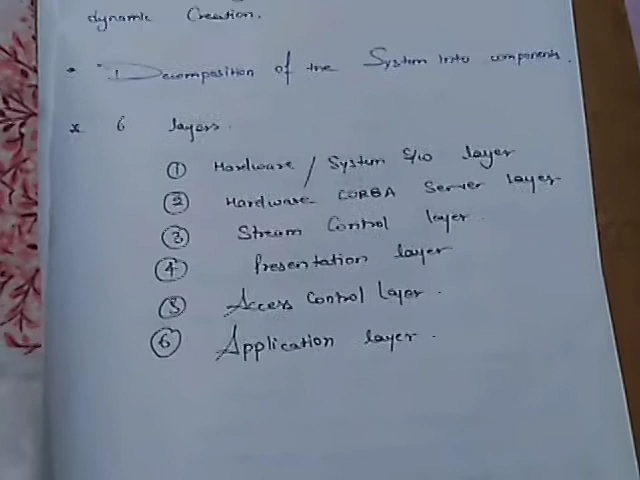 dynamic Creation.
* "Decomposition of the System into components.
x 6 layers.
① Hardware / System S/w layer
② Hardware CORBA Server layer
③ Stream Control layer
④ Presentation layer
⑤ Access Control Layer.
⑥ Application layer.